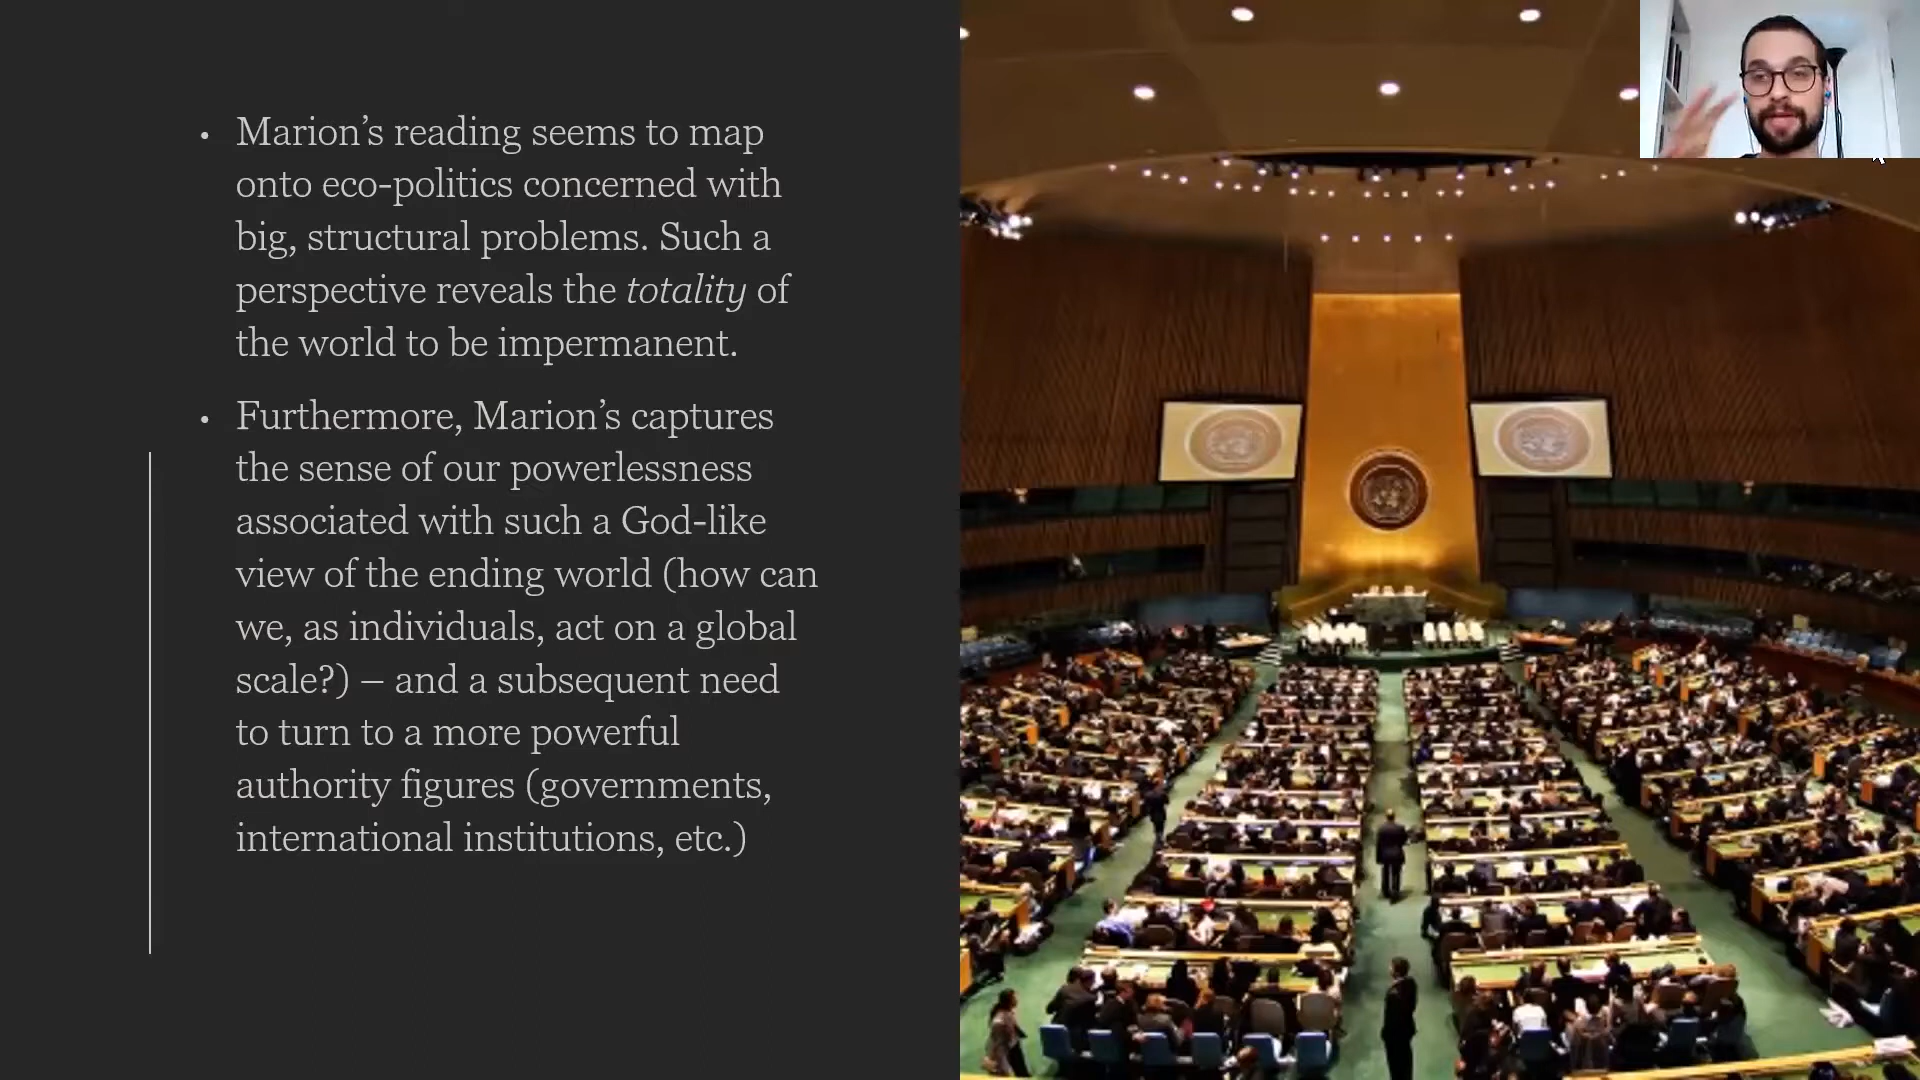 • Marion’s reading seems to map
onto eco-politics concerned with
big, structural problems. Such a
perspective reveals the totality of
the world to be impermanent.
• Furthermore, Marion’s captures
the sense of our powerlessness
associated with such a God-like
view of the ending world (how can
we, as individuals, act on a global
scale?) – and a subsequent need
to turn to a more powerful
authority figures (governments,
international institutions, etc.)